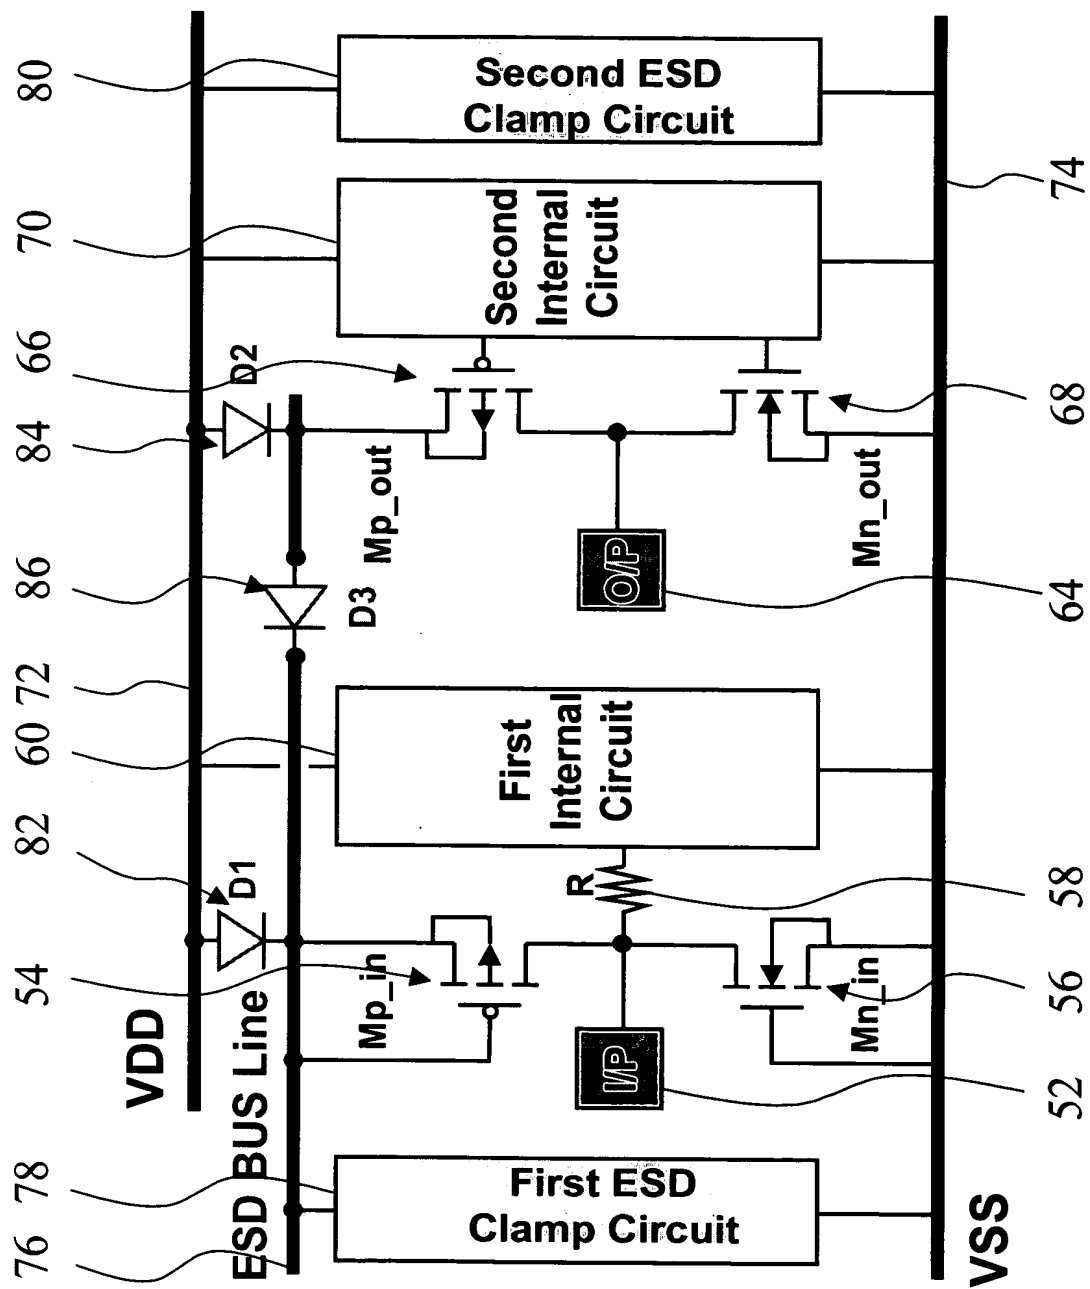 80
70
66
84
86
72
60
82
54
78
76
VDD
ESD BUS Line
VSS
D2
D3
D1
Second ESD
Clamp Circuit
Second
Internal
Circuit
Mp_out
Mn_out
O/P
First
Internal
Circuit
R
Mp_in
Mn_in
I/P
First ESD
Clamp Circuit
74
68
64
58
56
52